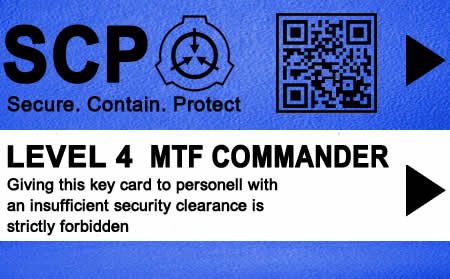 SCP
Secure. Contain. Protect
LEVEL 4 MTF COMMANDER
Giving this key card to personell with
an insufficient security clearance is
strictly forbidden